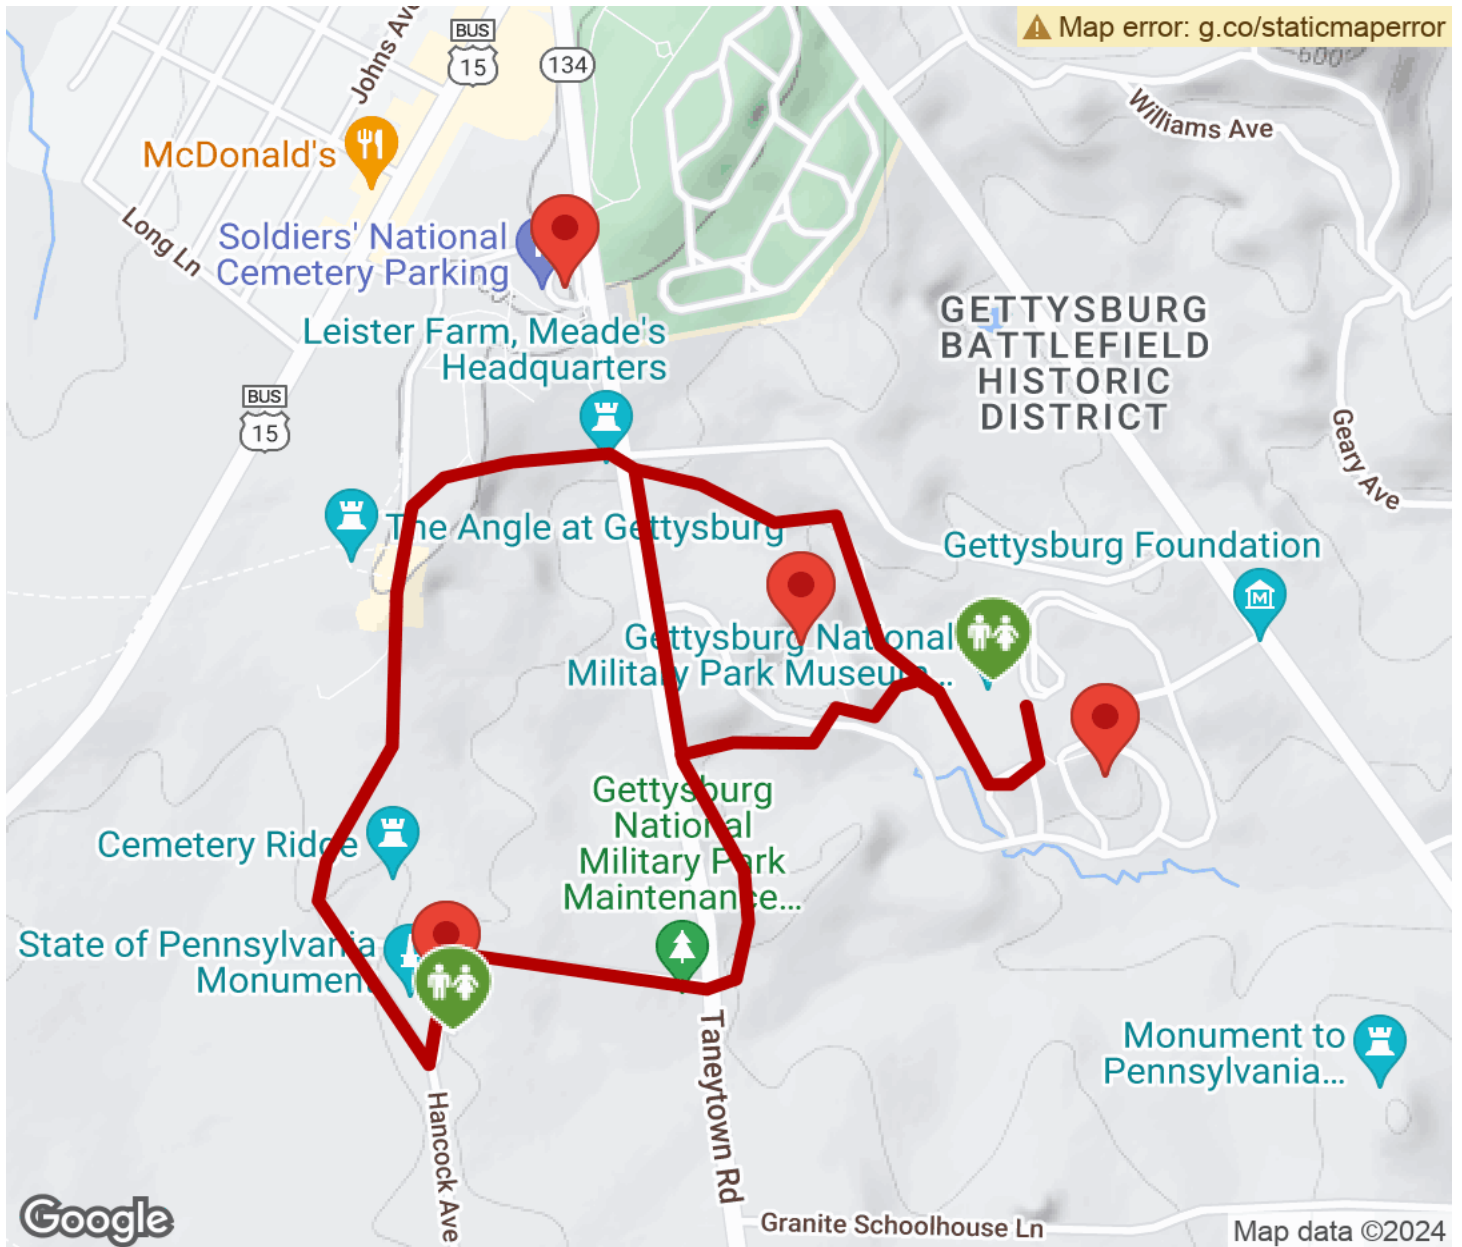 Map error: g.co/staticmaperror
600
BUS
15
134
Johns Ave
Williams Ave
McDonald's
Long Ln
Soldiers' National
Cemetery Parking
GETTYSBURG
BATTLEFIELD
HISTORIC
DISTRICT
Leister Farm, Meade's
Headquarters
BUS
15
Geary Ave
The Angle at Gettysburg
Gettysburg Foundation
M
Gettysburg National
Military Park Museum...
Gettysburg
National
Military Park
Maintenance...
Cemetery Ridge
State of Pennsylvania
Monument
Taneytown Rd
Monument to
Pennsylvania...
Hancock Ave
Granite Schoolhouse Ln
Google
Map data ©2024